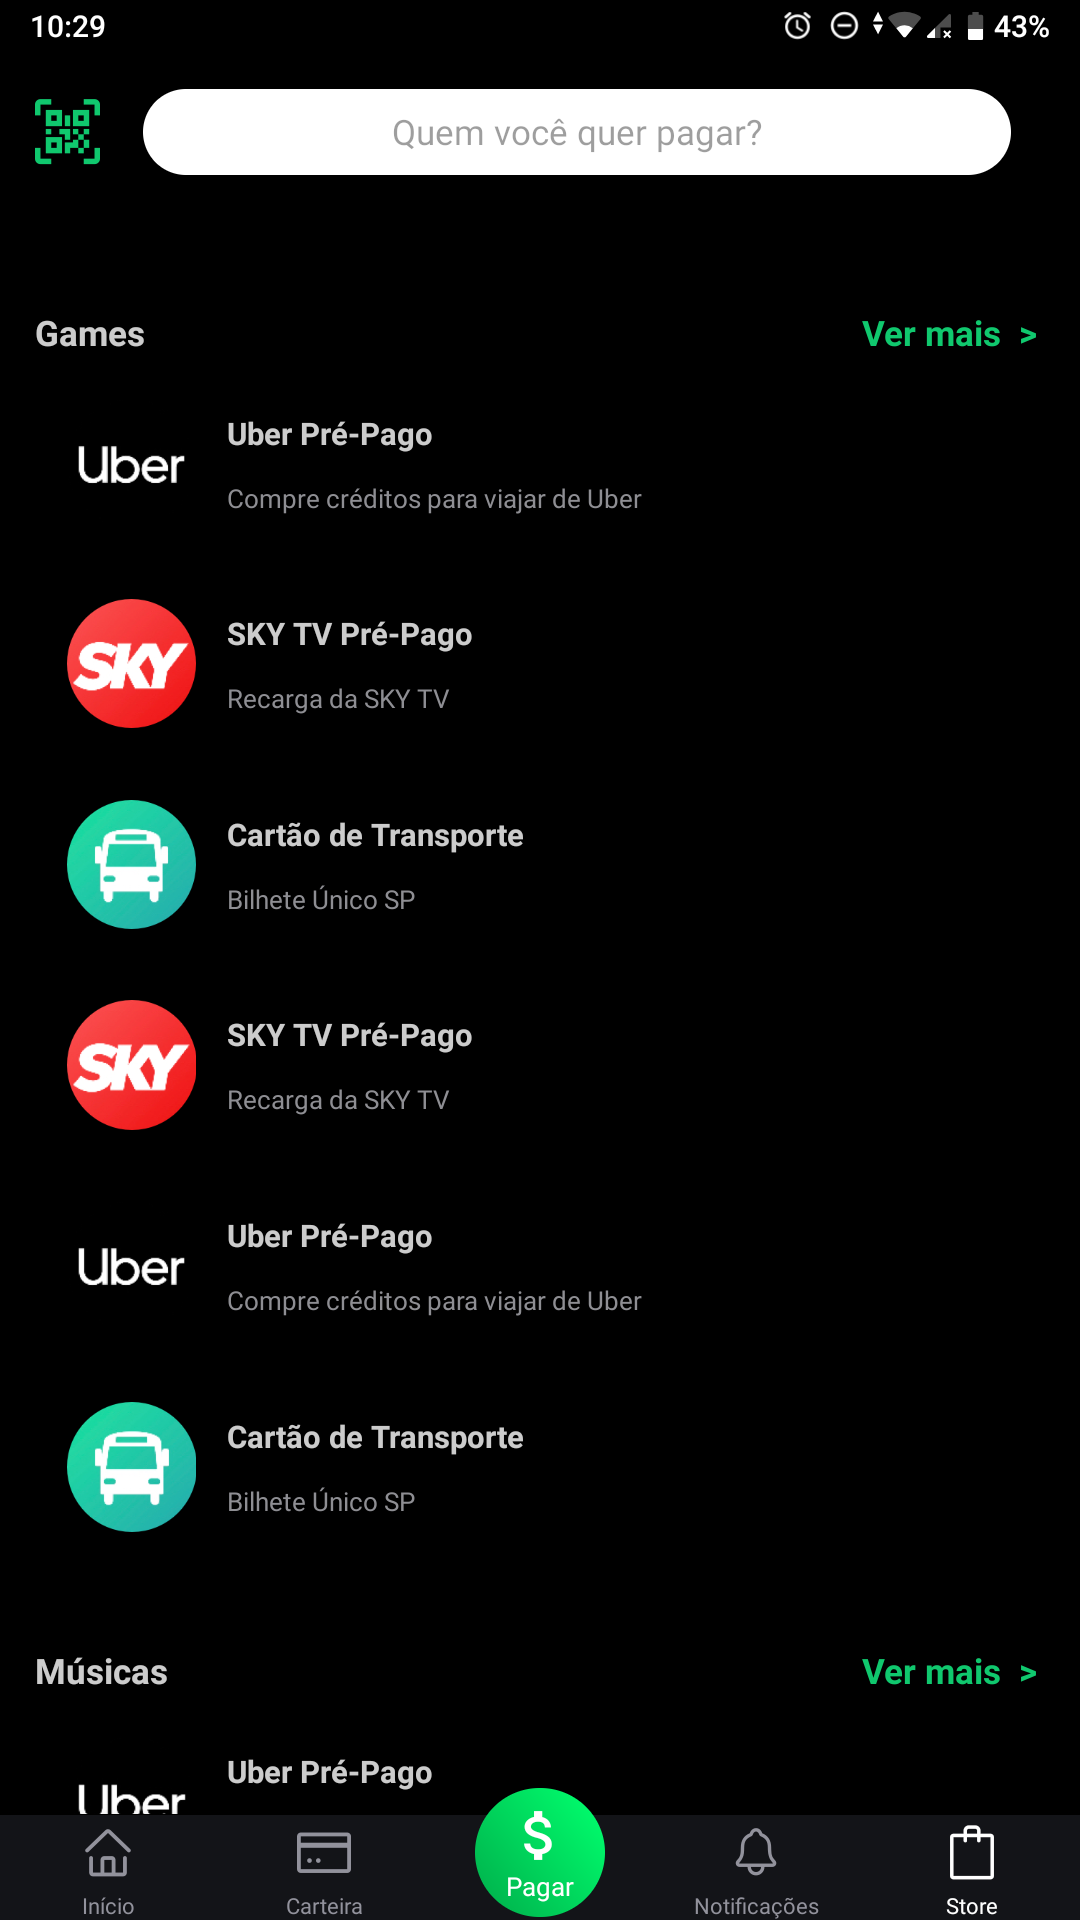 10:29
43%
Quem você quer pagar?
Games
Ver mais >
Uber
Uber Pré-Pago
Compre créditos para viajar de Uber
SKY
SKY TV Pré-Pago
Recarga da SKY TV
Cartão de Transporte
Bilhete Único SP
SKY
SKY TV Pré-Pago
Recarga da SKY TV
Uber
Uber Pré-Pago
Compre créditos para viajar de Uber
Cartão de Transporte
Bilhete Único SP
Músicas
Ver mais >
Uber
Uber Pré-Pago
Início
Carteira
$
Pagar
Notificações
Store